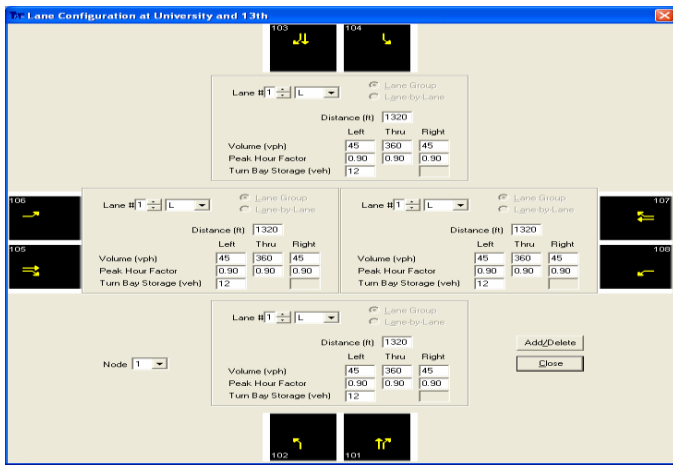 Lane Configuration at University and 13th
103 104
Lane # 1 L Lane Group
Lane-by-Lane
Distance (ft) 1320
Left Thru Right
Volume (vph) 45 360 45
Peak Hour Factor 0.90 0.90 0.90
Turn Bay Storage (veh) 12
106
105
Lane # 1 L Lane Group
Lane-by-Lane
Distance (ft) 1320
Left Thru Right
Volume (vph) 45 360 45
Peak Hour Factor 0.90 0.90 0.90
Turn Bay Storage (veh) 12
Lane # 1 L Lane Group
Lane-by-Lane
Distance (ft) 1320
Left Thru Right
Volume (vph) 45 360 45
Peak Hour Factor 0.90 0.90 0.90
Turn Bay Storage (veh) 12
107
108
Lane # 1 L Lane Group
Lane-by-Lane
Distance (ft) 1320
Left Thru Right
Volume (vph) 45 360 45
Peak Hour Factor 0.90 0.90 0.90
Turn Bay Storage (veh) 12
Node 1
Add/Delete
Close
102 101